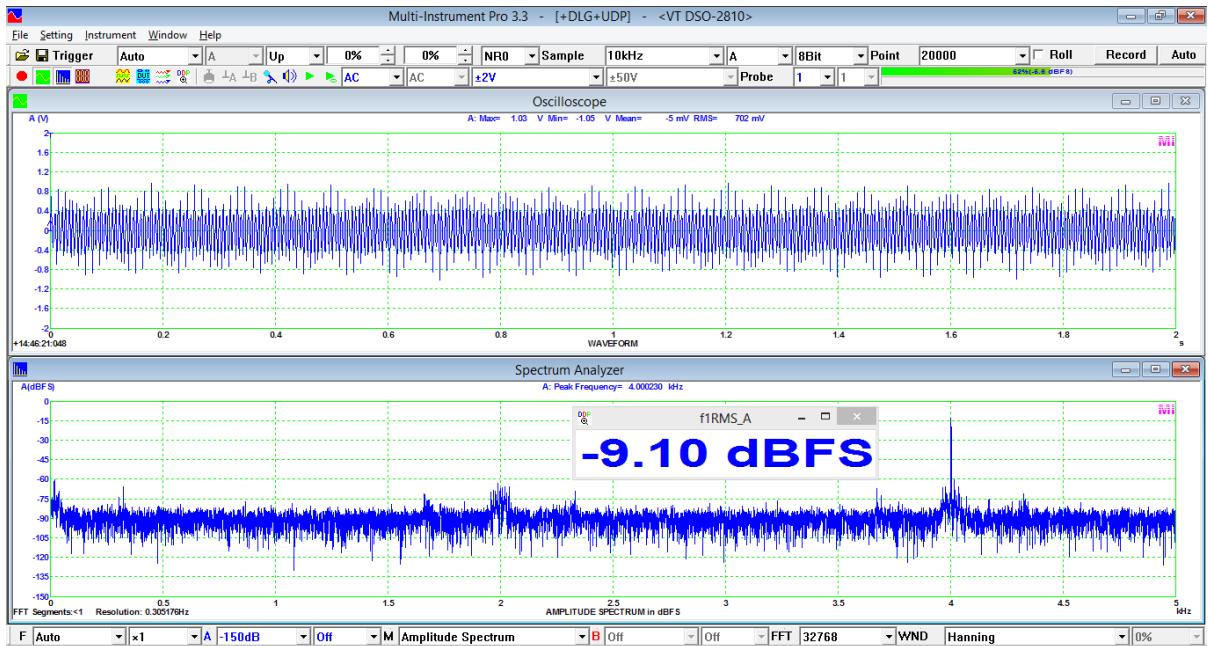 Multi-Instrument Pro 3.3 - [+DLG+UDP] - <VT DSO-2810>
File Setting Instrument Window Help
Trigger Auto A Up 0% 0% NR0 Sample 10kHz A 8Bit Point 20000 Roll Record Auto
AC AC ±2V ±50V Probe 1 1 62%(-6.8 dBFS)
Oscilloscope
A (V) A: Max= 1.03 V Min= -1.05 V Mean= -5 mV RMS= 702 mV
2
1.6
1.2
0.8
0.4
0
-0.4
-0.8
-1.2
-1.6
-2
0 0.2 0.4 0.6 0.8 1 1.2 1.4 1.6 1.8 2
+14:46:21:048 WAVEFORM s
Spectrum Analyzer
A(dBFS) A: Peak Frequency= 4.000230 kHz
f1RMS_A
-9.10 dBFS
0
-15
-30
-45
-60
-75
-90
-105
-120
-135
-150
0 0.5 1 1.5 2 2.5 3 3.5 4 4.5 5
FFT Segments:<1 Resolution: 0.305176Hz AMPLITUDE SPECTRUM in dBFS kHz
F Auto ×1 A -150dB Off M Amplitude Spectrum B Off Off FFT 32768 WND Hanning 0%